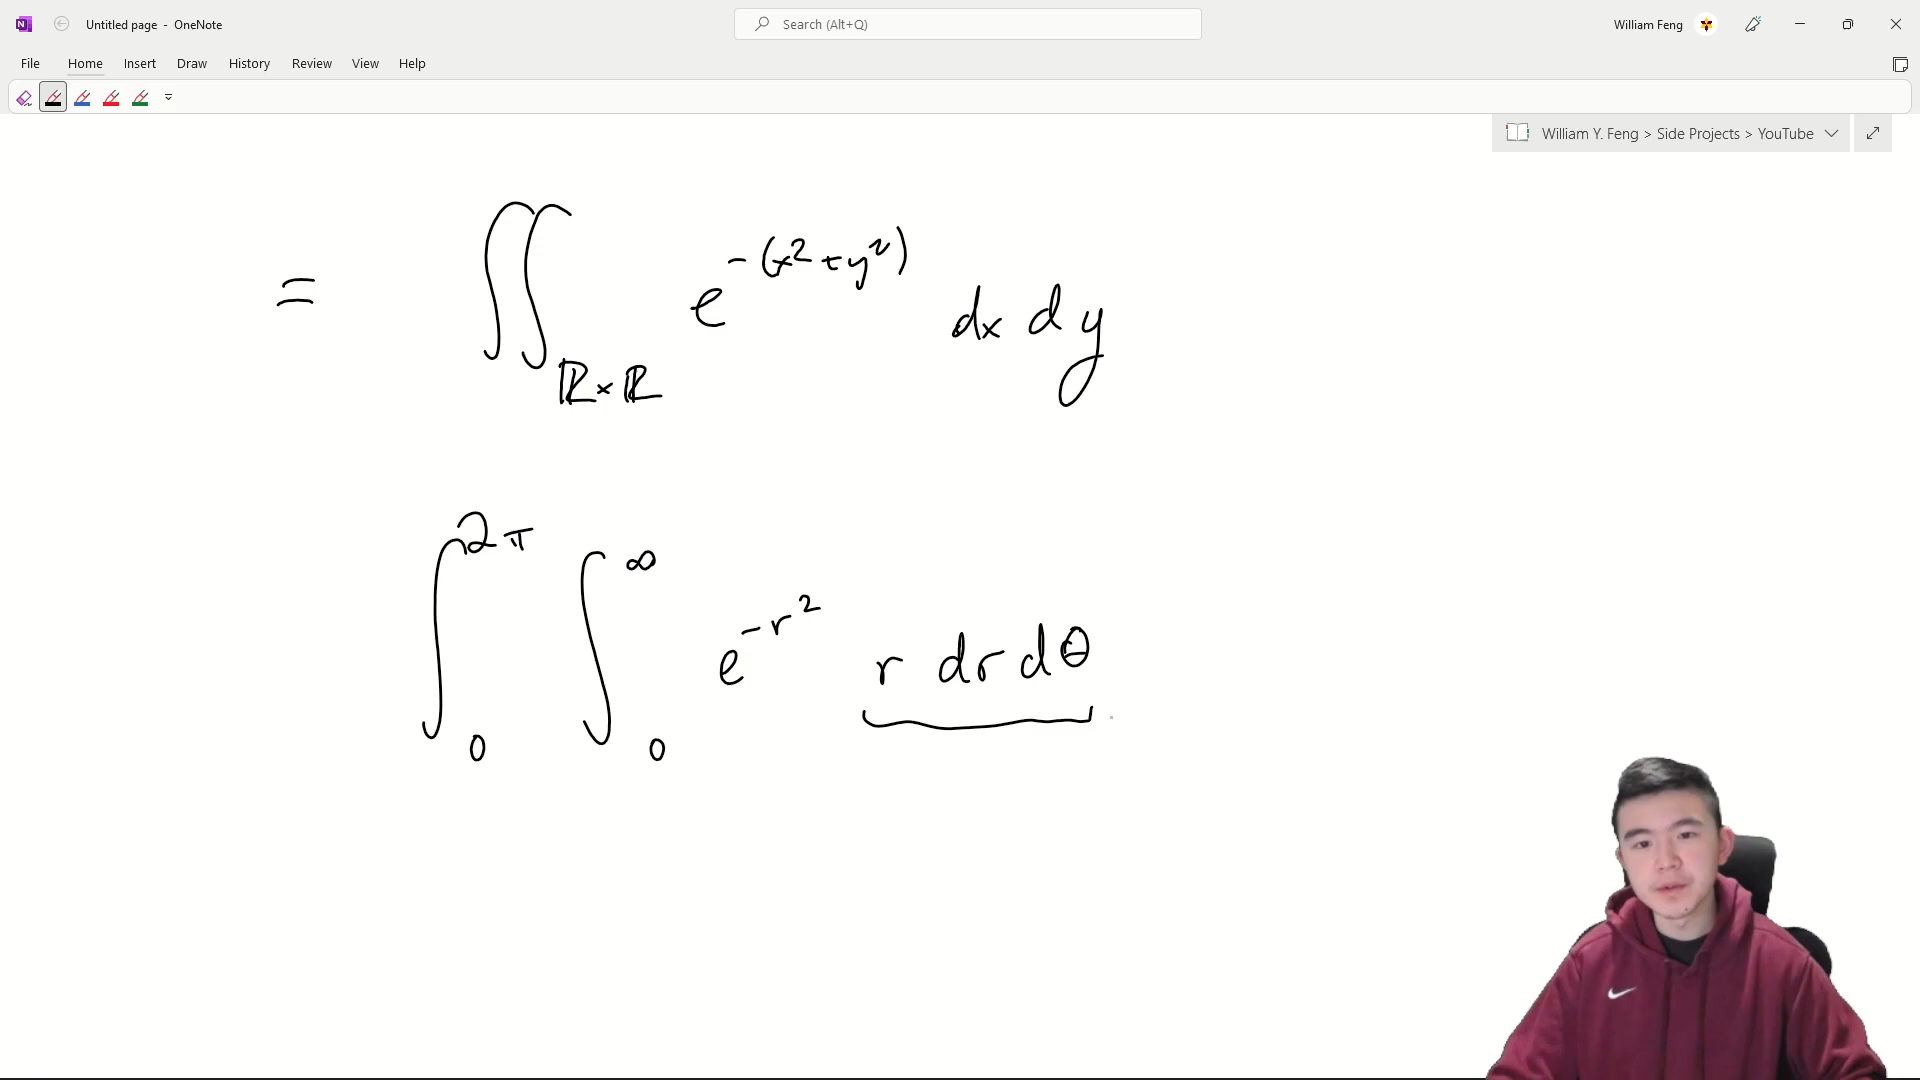 Untitled page - OneNote
Search (Alt+Q)
William Feng
File Home Insert Draw History Review View Help
William Y. Feng > Side Projects > YouTube
= ∬_{ℝ×ℝ} e^{-(x²+y²)} dx dy
∫_0^{2π} ∫_0^∞ e^{-r²} r dr dθ